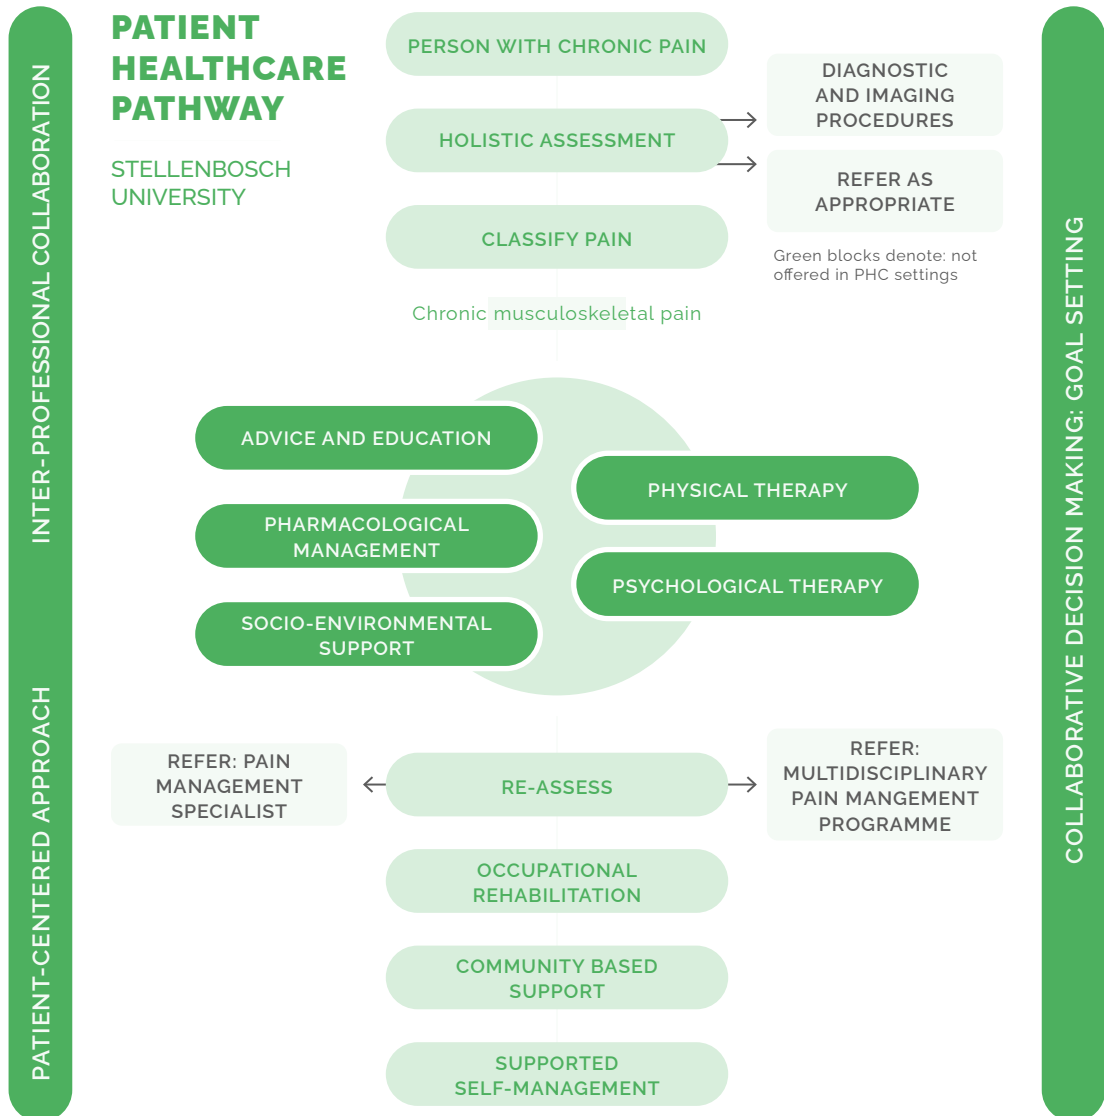 PATIENT
HEALTHCARE
PATHWAY
STELLENBOSCH
UNIVERSITY
INTER-PROFESSIONAL COLLABORATION
PATIENT-CENTERED APPROACH
PERSON WITH CHRONIC PAIN
HOLISTIC ASSESSMENT
DIAGNOSTIC
AND IMAGING
PROCEDURES
REFER AS
APPROPRIATE
Green blocks denote: not
offered in PHC settings
CLASSIFY PAIN
Chronic musculoskeletal pain
ADVICE AND EDUCATION
PHARMACOLOGICAL
MANAGEMENT
SOCIO-ENVIRONMENTAL
SUPPORT
PHYSICAL THERAPY
PSYCHOLOGICAL THERAPY
REFER: PAIN
MANAGEMENT
SPECIALIST
RE-ASSESS
REFER:
MULTIDISCIPLINARY
PAIN MANGEMENT
PROGRAMME
OCCUPATIONAL
REHABILITATION
COMMUNITY BASED
SUPPORT
SUPPORTED
SELF-MANAGEMENT
COLLABORATIVE DECISION MAKING: GOAL SETTING